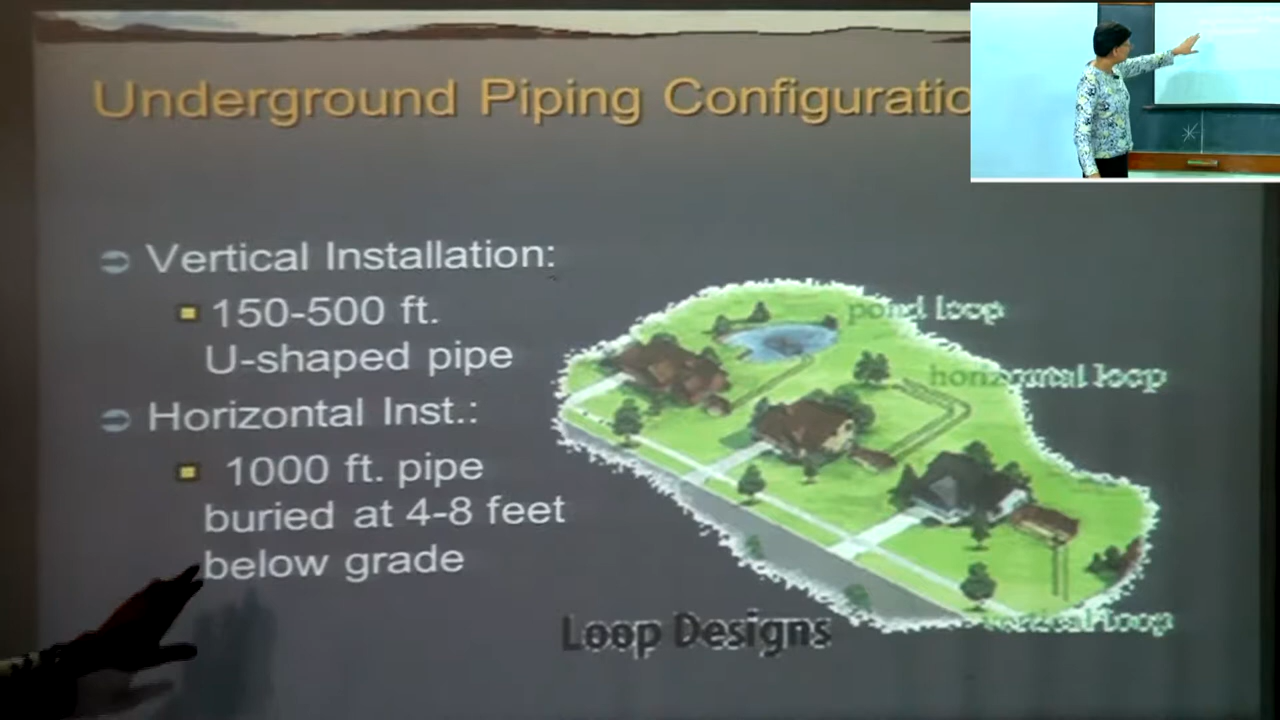 Underground Piping Configuratio
Vertical Installation:
150-500 ft.
U-shaped pipe
Horizontal Inst.:
1000 ft. pipe
buried at 4-8 feet
below grade
pond loop
horizontal loop
vertical loop
Loop Designs